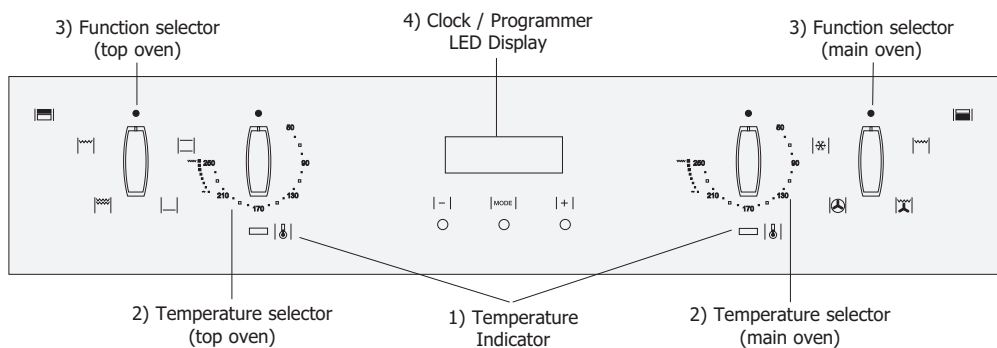 3) Function selector
(top oven)
4) Clock / Programmer
LED Display
3) Function selector
(main oven)
50
90
130
170
210
250
50
90
130
170
210
250
|-|
|MODE|
|+|
2) Temperature selector
(top oven)
1) Temperature
Indicator
2) Temperature selector
(main oven)